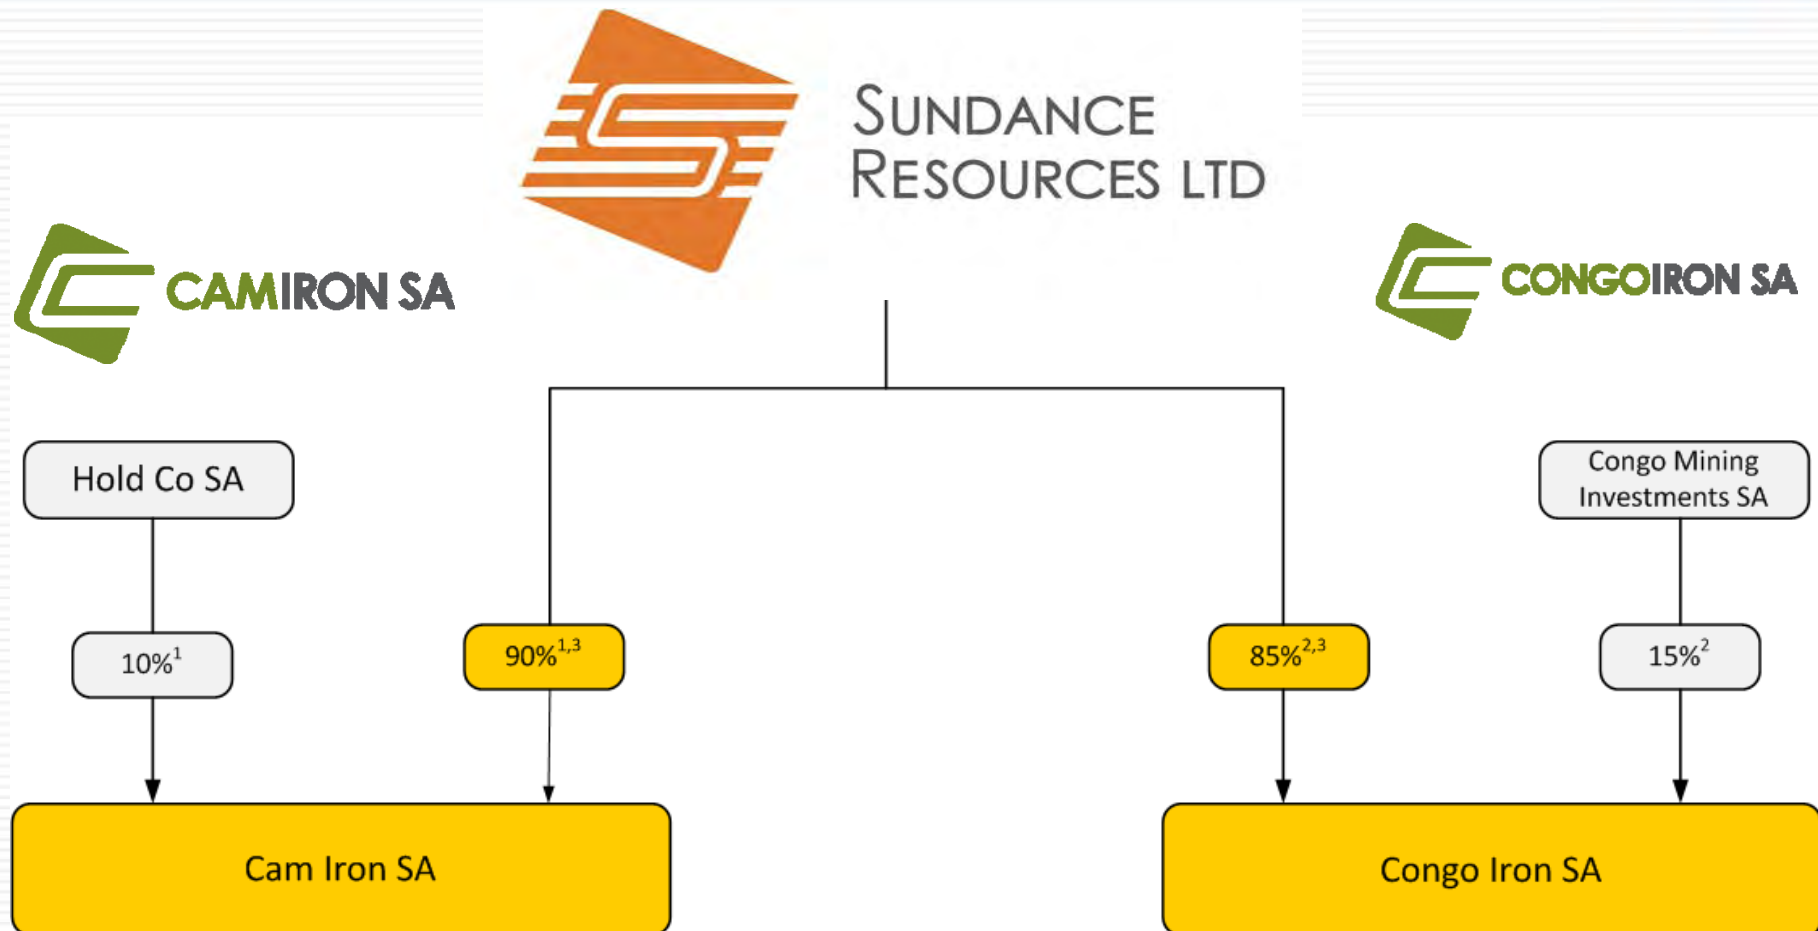 SUNDANCE
RESOURCES LTD
CAMIRON SA
CONGOIRON SA
Hold Co SA
Congo Mining
Investments SA
10%¹
90%¹,³
85%²,³
15%²
Cam Iron SA
Congo Iron SA